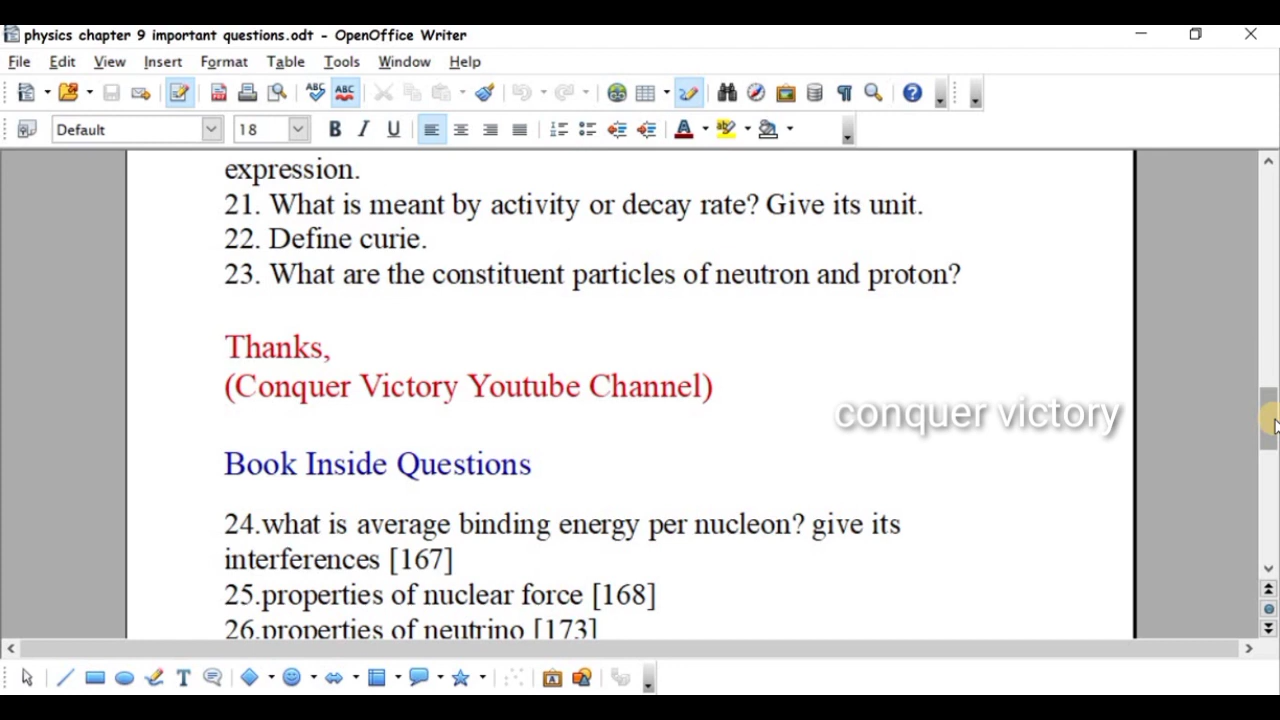 physics chapter 9 important questions.odt - OpenOffice Writer
File Edit View Insert Format Table Tools Window Help
ABC ABC
Default 18 B I U A
expression.
21. What is meant by activity or decay rate? Give its unit.
22. Define curie.
23. What are the constituent particles of neutron and proton?
Thanks,
(Conquer Victory Youtube Channel)
conquer victory
Book Inside Questions
24.what is average binding energy per nucleon? give its
interferences [167]
25.properties of nuclear force [168]
26.properties of neutrino [173]
T A